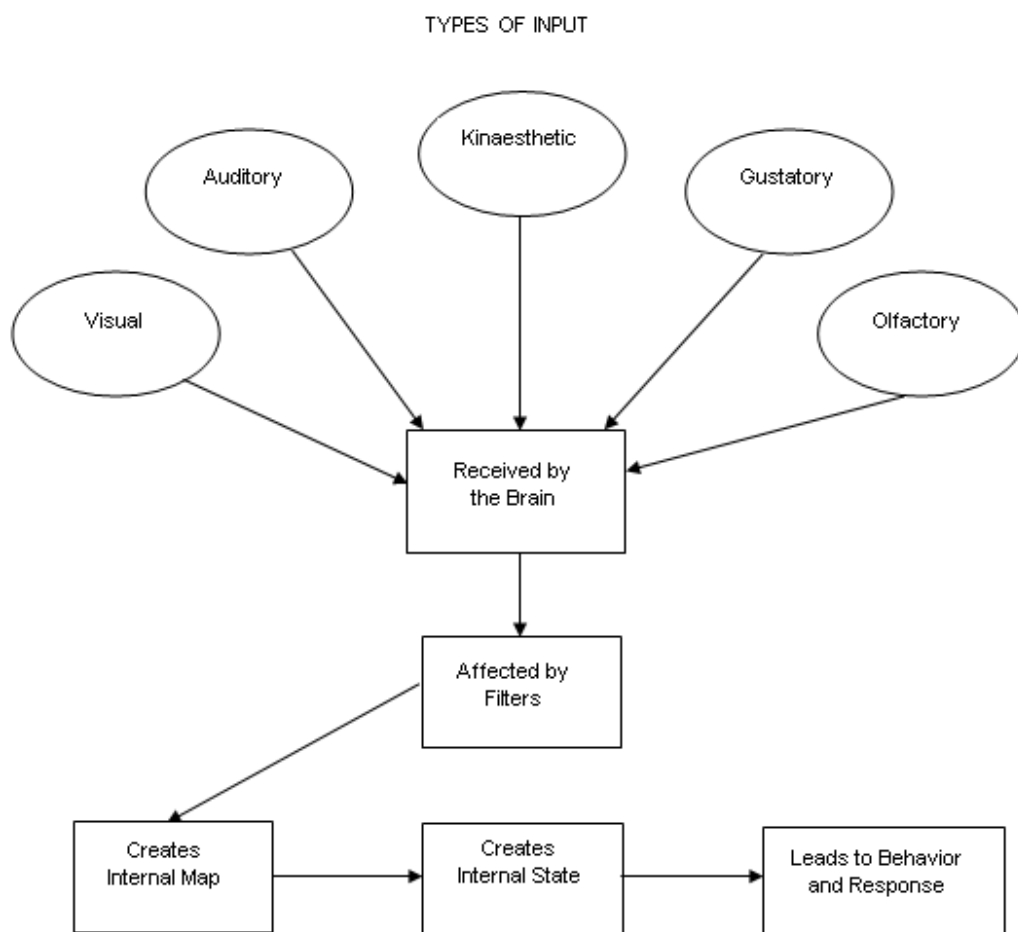 TYPES OF INPUT
Kinaesthetic
Auditory
Gustatory
Visual
Olfactory
Received by
the Brain
Affected by
Filters
Creates
Internal Map
Creates
Internal State
Leads to Behavior
and Response